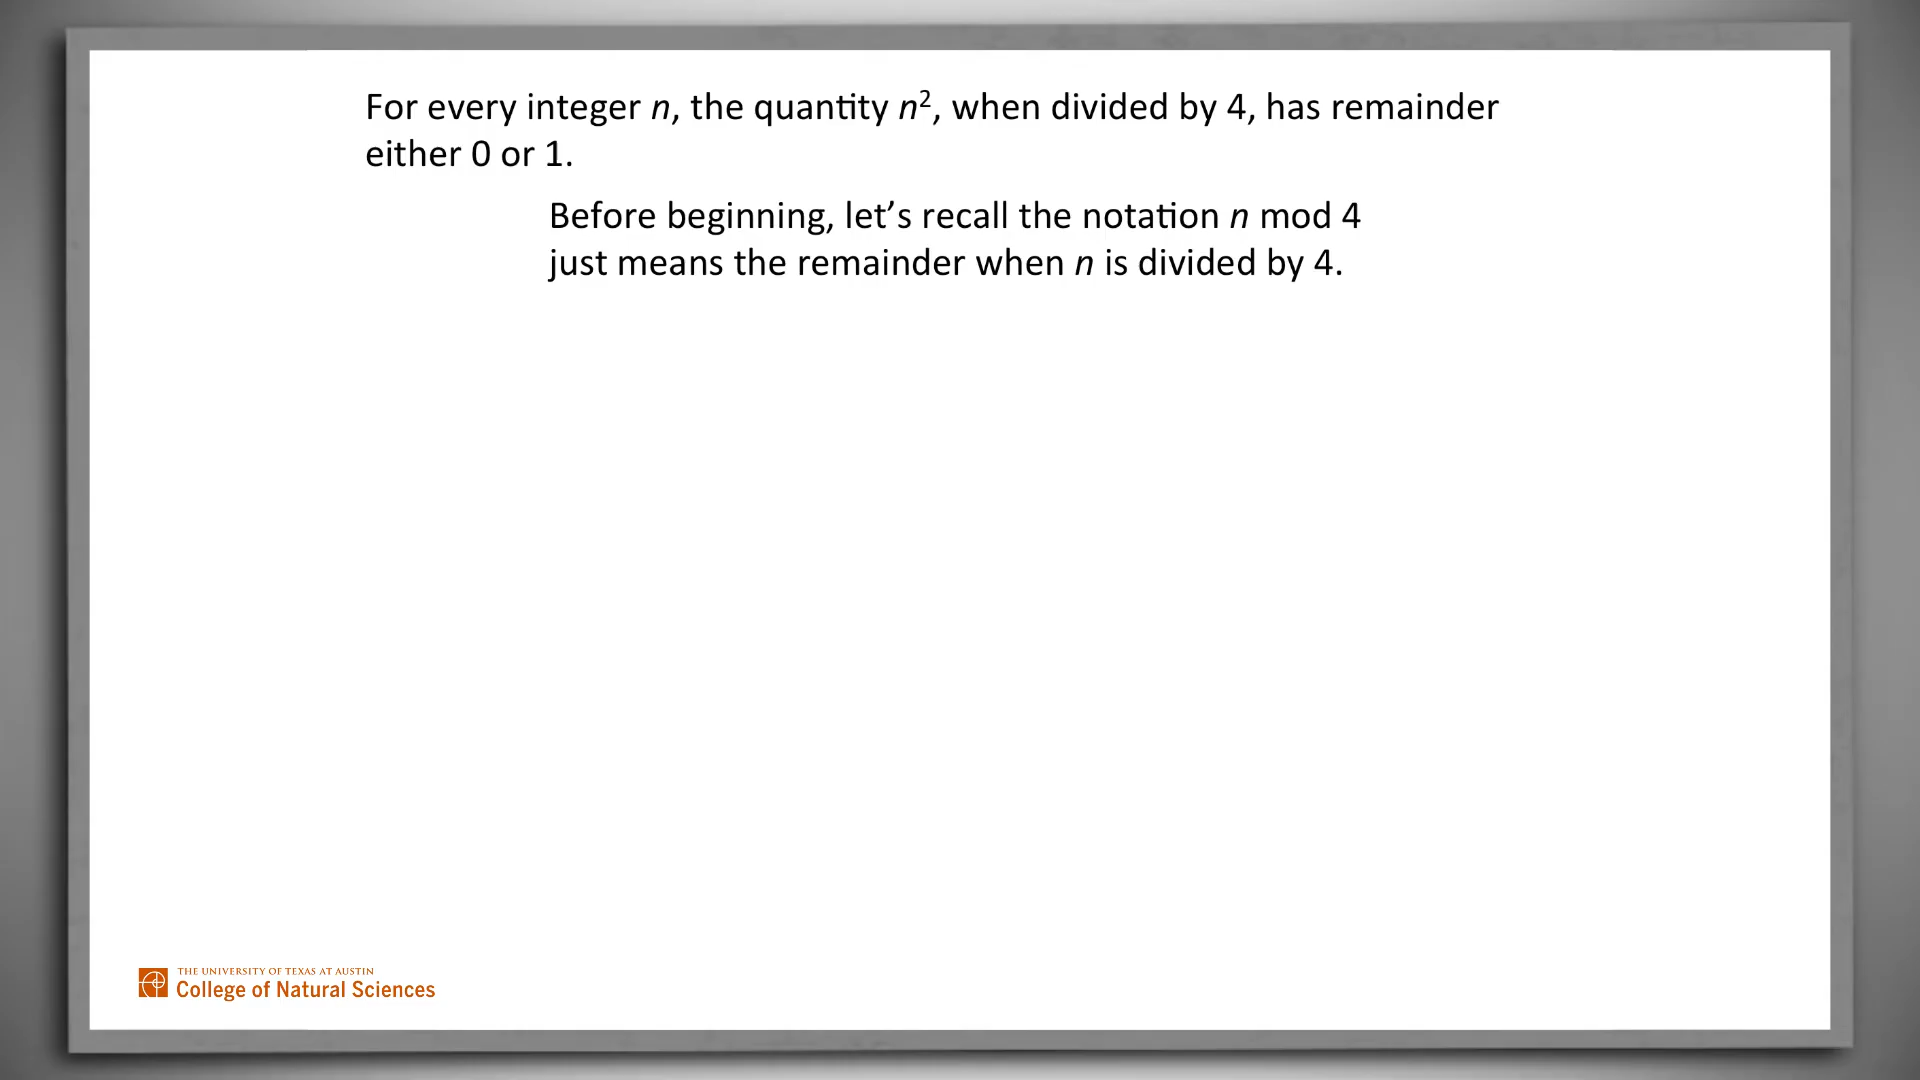 For every integer n, the quantity n², when divided by 4, has remainder
either 0 or 1.
Before beginning, let’s recall the notation n mod 4
just means the remainder when n is divided by 4.
THE UNIVERSITY OF TEXAS AT AUSTIN
College of Natural Sciences